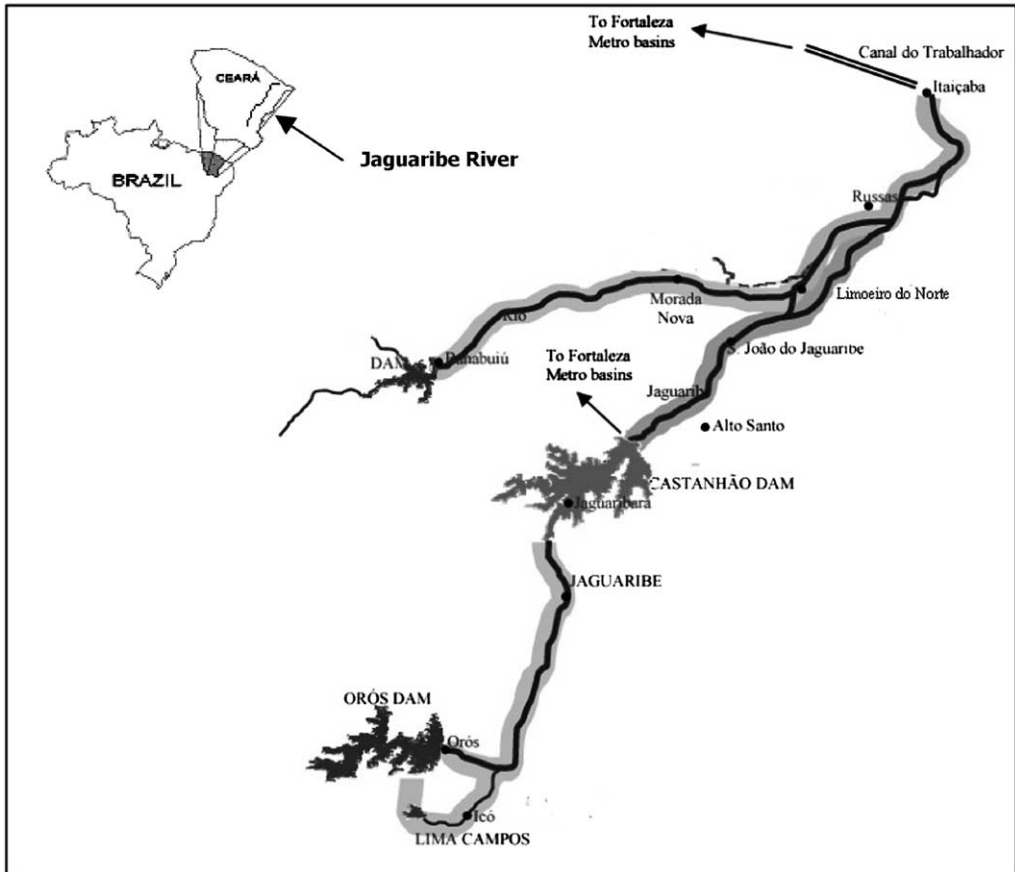 To Fortaleza
Metro basins
Canal do Trabalhador
Itaiçaba
CEARÁ
Jaguaribe River
BRAZIL
Russas
Limoeiro do Norte
Morada
Nova
Rio
S. João do Jaguaribe
DAM
Banabuiú
To Fortaleza
Metro basins
Jaguarib
Alto Santo
CASTANHÃO DAM
Jaguaribara
JAGUARIBE
ORÓS DAM
Orós
Icó
LIMA CAMPOS